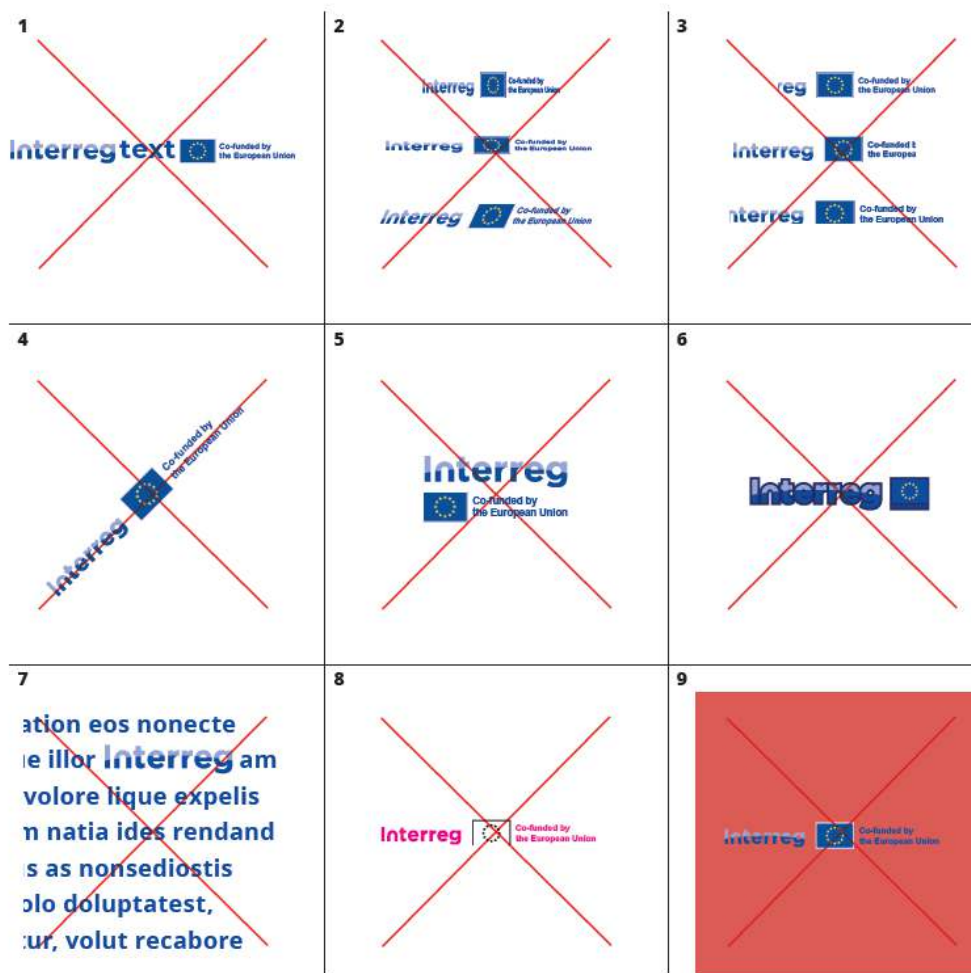 1
Interreg text Co-funded by
the European Union
2
Interreg Co-funded by
the European Union
Interreg Co-funded by
the European Union
Interreg Co-funded by
the European Union
3
reg Co-funded by
the European Union
Interreg Co-funded b
the Europea
nterreg Co-funded by
the European Union
4
Interreg Co-funded by
the European Union
5
Interreg
Co-funded by
the European Union
6
Interreg
7
ation eos nonecte
e illor Interreg am
volore lique expelis
m natia ides rendand
s as nonsediostis
olo doluptatest,
tur, volut recabore
8
Interreg Co-funded by
the European Union
9
Interreg Co-funded by
the European Union